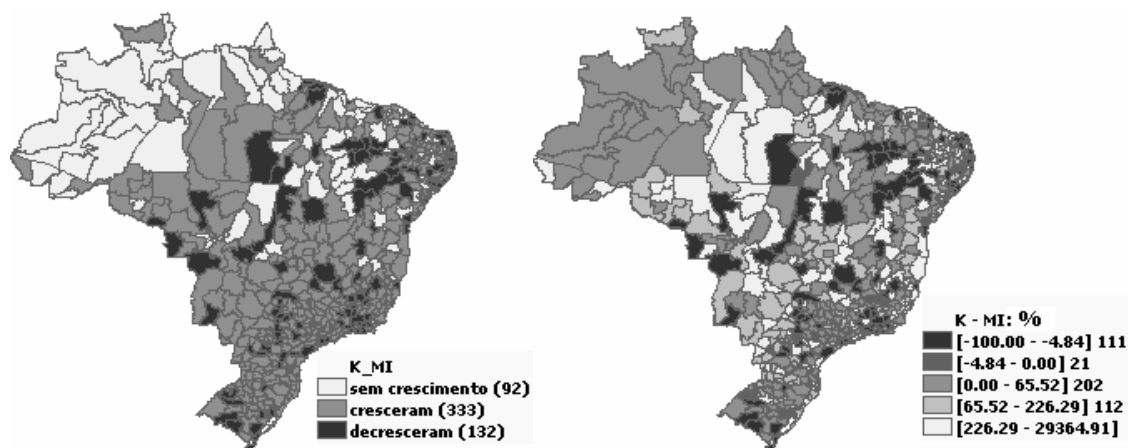 K_MI
sem crescimento (92)
cresceram (333)
decresceram (132)
K - MI: %
[-100.00 - -4.84] 111
[-4.84 - 0.00] 21
[0.00 - 65.52] 202
[65.52 - 226.29] 112
[226.29 - 29364.91]